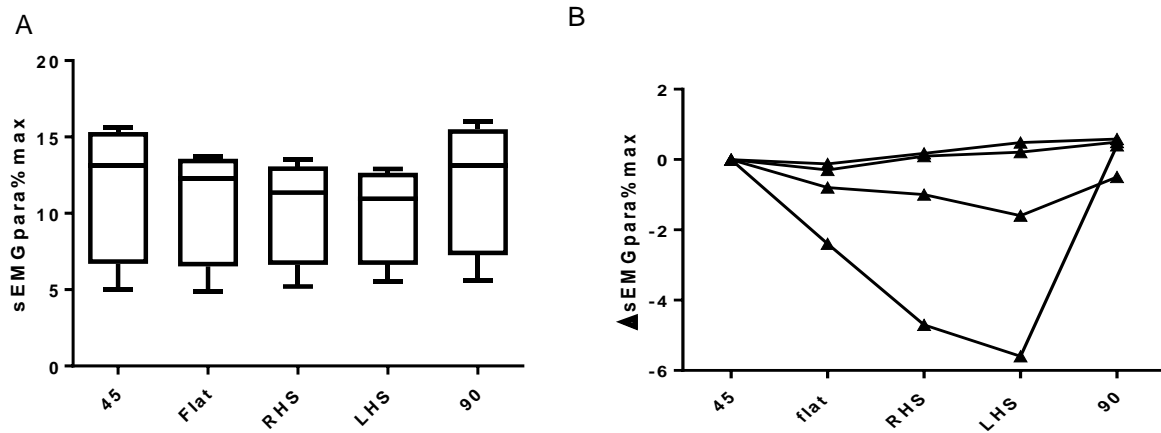 A
sEMGpara%max
20
15
10
5
0
45
Flat
RHS
LHS
90
B
▲sEMGpara%max
2
0
-2
-4
-6
45
flat
RHS
LHS
90